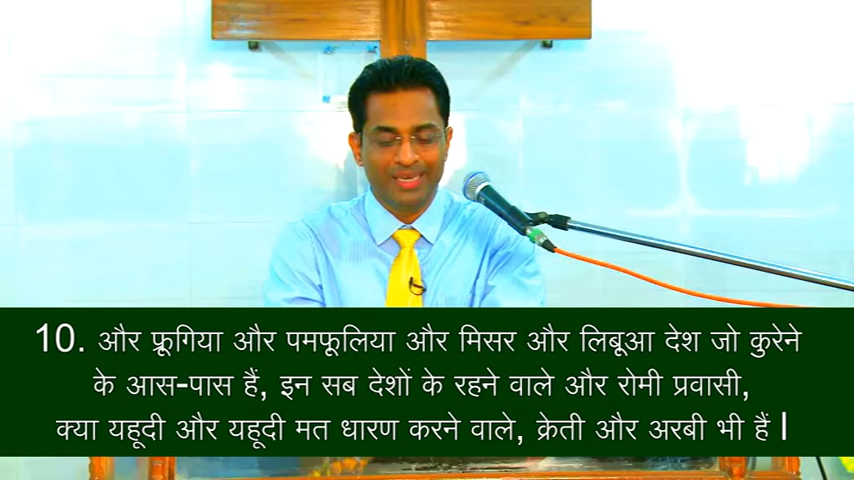 10. और फ्रूगिया और पमफूलिया और मिसर और लिबूआ देश जो कुरेने
के आस-पास हैं, इन सब देशों के रहने वाले और रोमी प्रवासी,
क्या यहूदी और यहूदी मत धारण करने वाले, क्रेती और अरबी भी हैं।